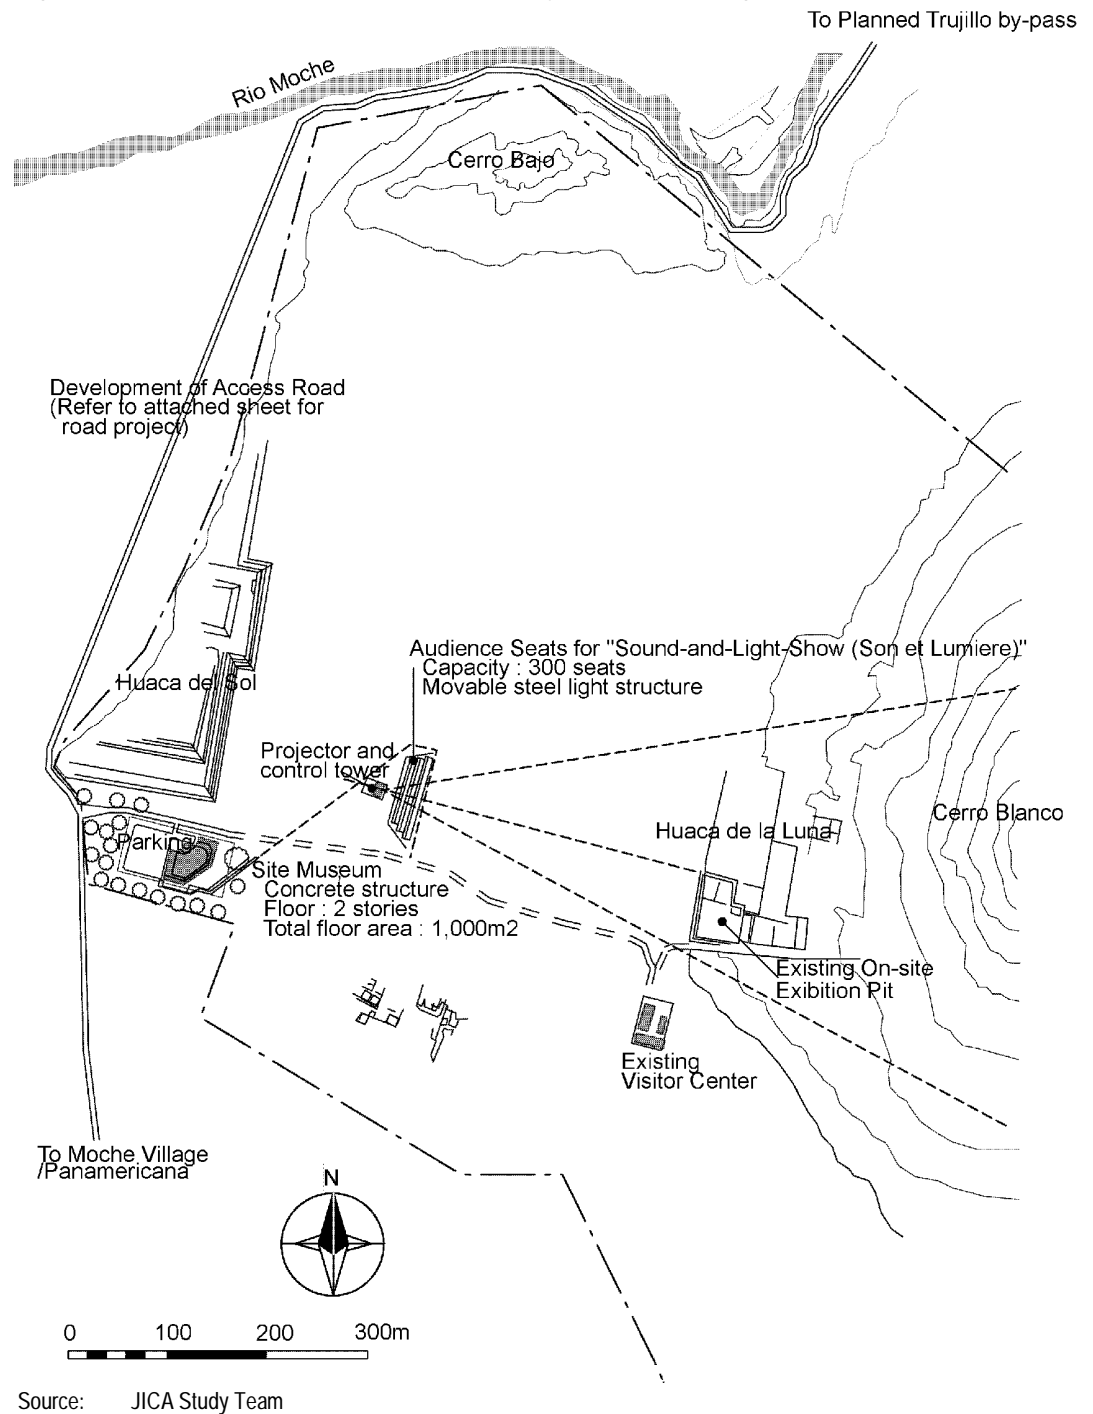 To Planned Trujillo by-pass
Rio Moche
Cerro Bajo
Development of Access Road
(Refer to attached sheet for
road project)
Audience Seats for "Sound-and-Light-Show (Son et Lumiere)"
Capacity : 300 seats
Movable steel light structure
Huaca del Sol
Projector and
control tower
Cerro Blanco
Huaca de la Luna
Parking
Site Museum
Concrete structure
Floor : 2 stories
Total floor area : 1,000m2
Existing On-site
Exibition Pit
Existing
Visitor Center
To Moche Village
/Panamericana
N
0 100 200 300m
Source: JICA Study Team